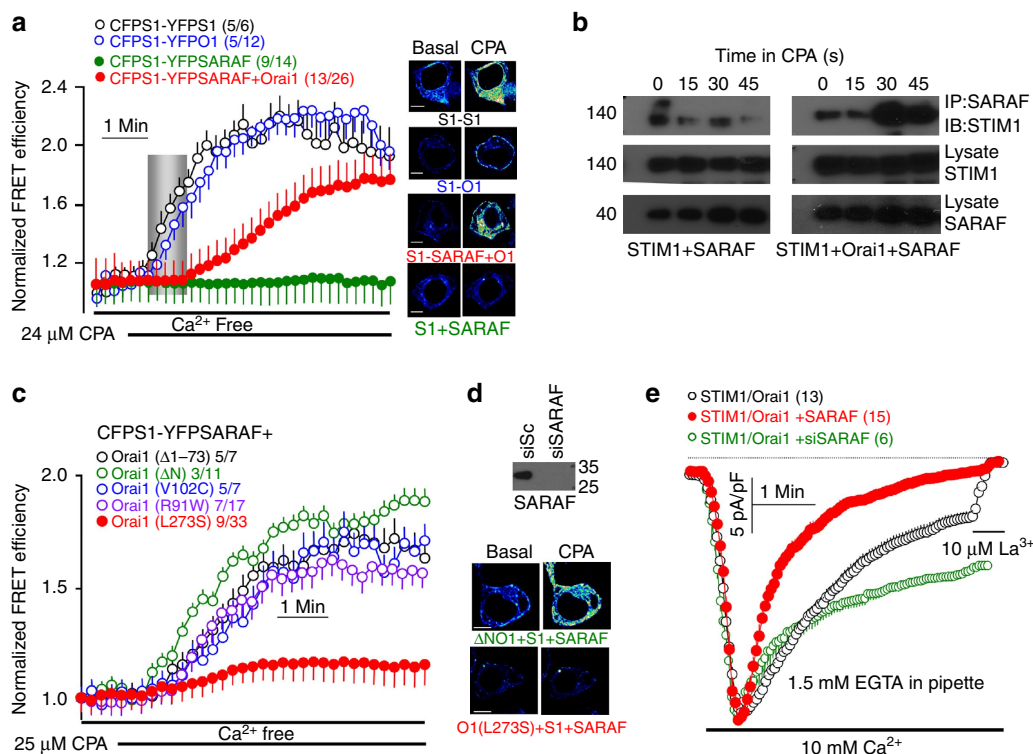 a
CFPS1-YFPS1 (5/6)
CFPS1-YFPO1 (5/12)
CFPS1-YFPSARAF (9/14)
CFPS1-YFPSARAF+Orai1 (13/26)
Normalized FRET efficiency
2.4
2.0
1.6
1.2
1 Min
Ca²⁺ Free
24 μM CPA
Basal CPA
S1-S1
S1-O1
S1-SARAF+O1
S1+SARAF
b
Time in CPA (s)
0 15 30 45 0 15 30 45
140
IP:SARAF
IB:STIM1
140
Lysate
STIM1
40
Lysate
SARAF
STIM1+SARAF STIM1+Orai1+SARAF
c
CFPS1-YFPSARAF+
Orai1 (Δ1–73) 5/7
Orai1 (ΔN) 3/11
Orai1 (V102C) 5/7
Orai1 (R91W) 7/17
Orai1 (L273S) 9/33
Normalized FRET efficiency
2.0
1.5
1.0
1 Min
Ca²⁺ free
25 μM CPA
d
siSc
siSARAF
35
25
SARAF
Basal CPA
ΔNO1+S1+SARAF
O1(L273S)+S1+SARAF
e
STIM1/Orai1 (13)
STIM1/Orai1 +SARAF (15)
STIM1/Orai1 +siSARAF (6)
1 Min
5 pA/pF
10 μM La³⁺
1.5 mM EGTA in pipette
10 mM Ca²⁺